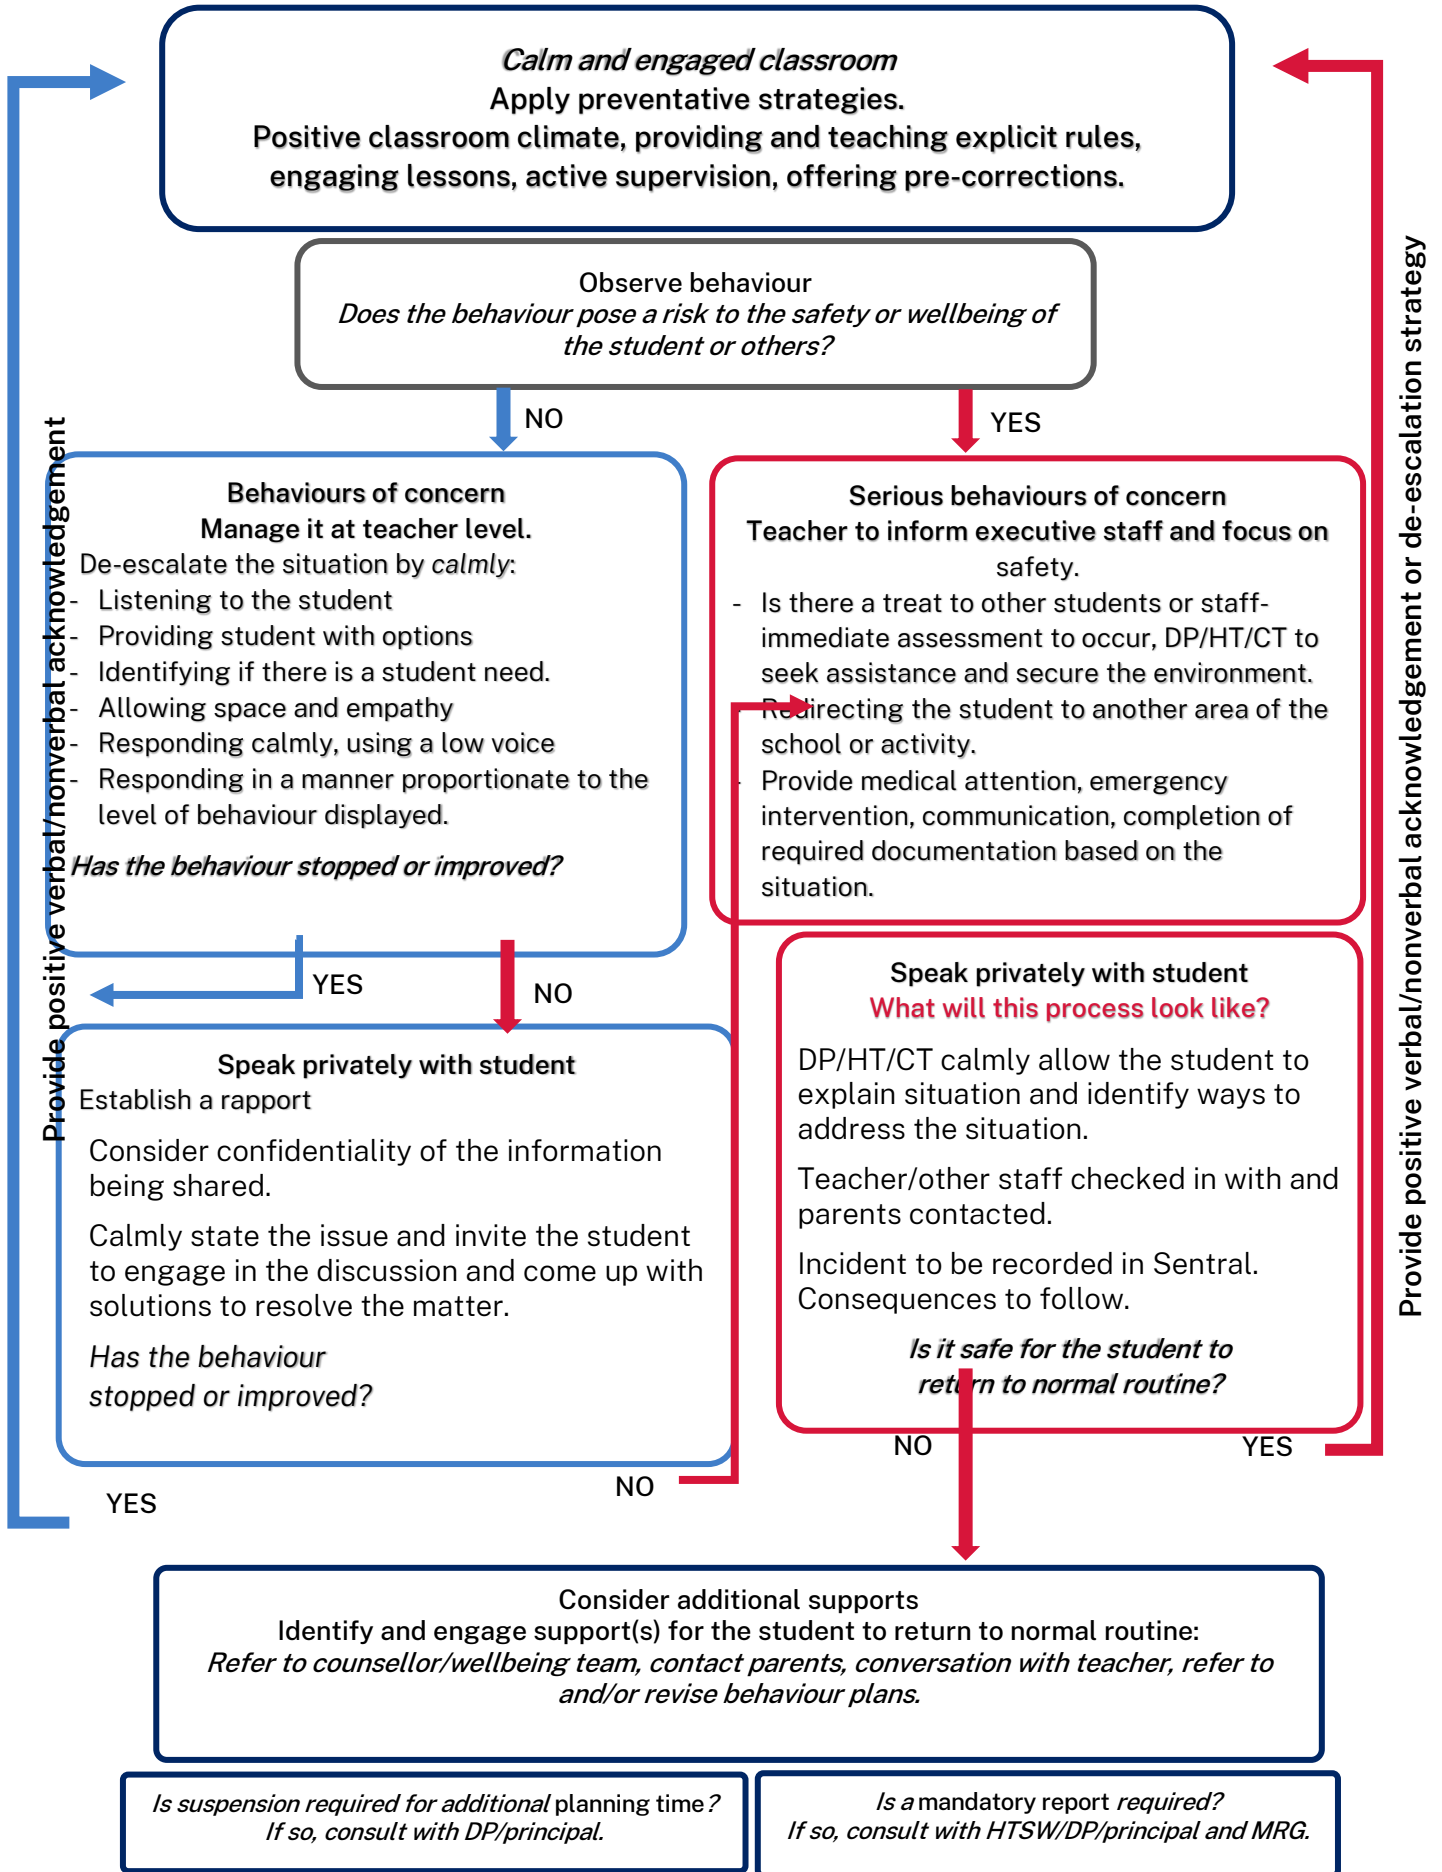 Calm and engaged classroom
Apply preventative strategies.
Positive classroom climate, providing and teaching explicit rules,
engaging lessons, active supervision, offering pre-corrections.
Observe behaviour
Does the behaviour pose a risk to the safety or wellbeing of
the student or others?
NO
YES
Provide positive verbal/nonverbal acknowledgement
Behaviours of concern
Manage it at teacher level.
De-escalate the situation by calmly:
- Listening to the student
- Providing student with options
- Identifying if there is a student need.
- Allowing space and empathy
- Responding calmly, using a low voice
- Responding in a manner proportionate to the
level of behaviour displayed.
Has the behaviour stopped or improved?
YES
NO
Speak privately with student
Establish a rapport
Consider confidentiality of the information
being shared.
Calmly state the issue and invite the student
to engage in the discussion and come up with
solutions to resolve the matter.
Has the behaviour
stopped or improved?
YES
NO
Serious behaviours of concern
Teacher to inform executive staff and focus on
safety.
- Is there a treat to other students or staff-
immediate assessment to occur, DP/HT/CT to
seek assistance and secure the environment.
- Redirecting the student to another area of the
school or activity.
- Provide medical attention, emergency
intervention, communication, completion of
required documentation based on the
situation.
Speak privately with student
What will this process look like?
DP/HT/CT calmly allow the student to
explain situation and identify ways to
address the situation.
Teacher/other staff checked in with and
parents contacted.
Incident to be recorded in Sentral.
Consequences to follow.
Is it safe for the student to
return to normal routine?
NO
YES
Provide positive verbal/nonverbal acknowledgement or de-escalation strategy
Consider additional supports
Identify and engage support(s) for the student to return to normal routine:
Refer to counsellor/wellbeing team, contact parents, conversation with teacher, refer to
and/or revise behaviour plans.
Is suspension required for additional planning time?
If so, consult with DP/principal.
Is a mandatory report required?
If so, consult with HTSW/DP/principal and MRG.